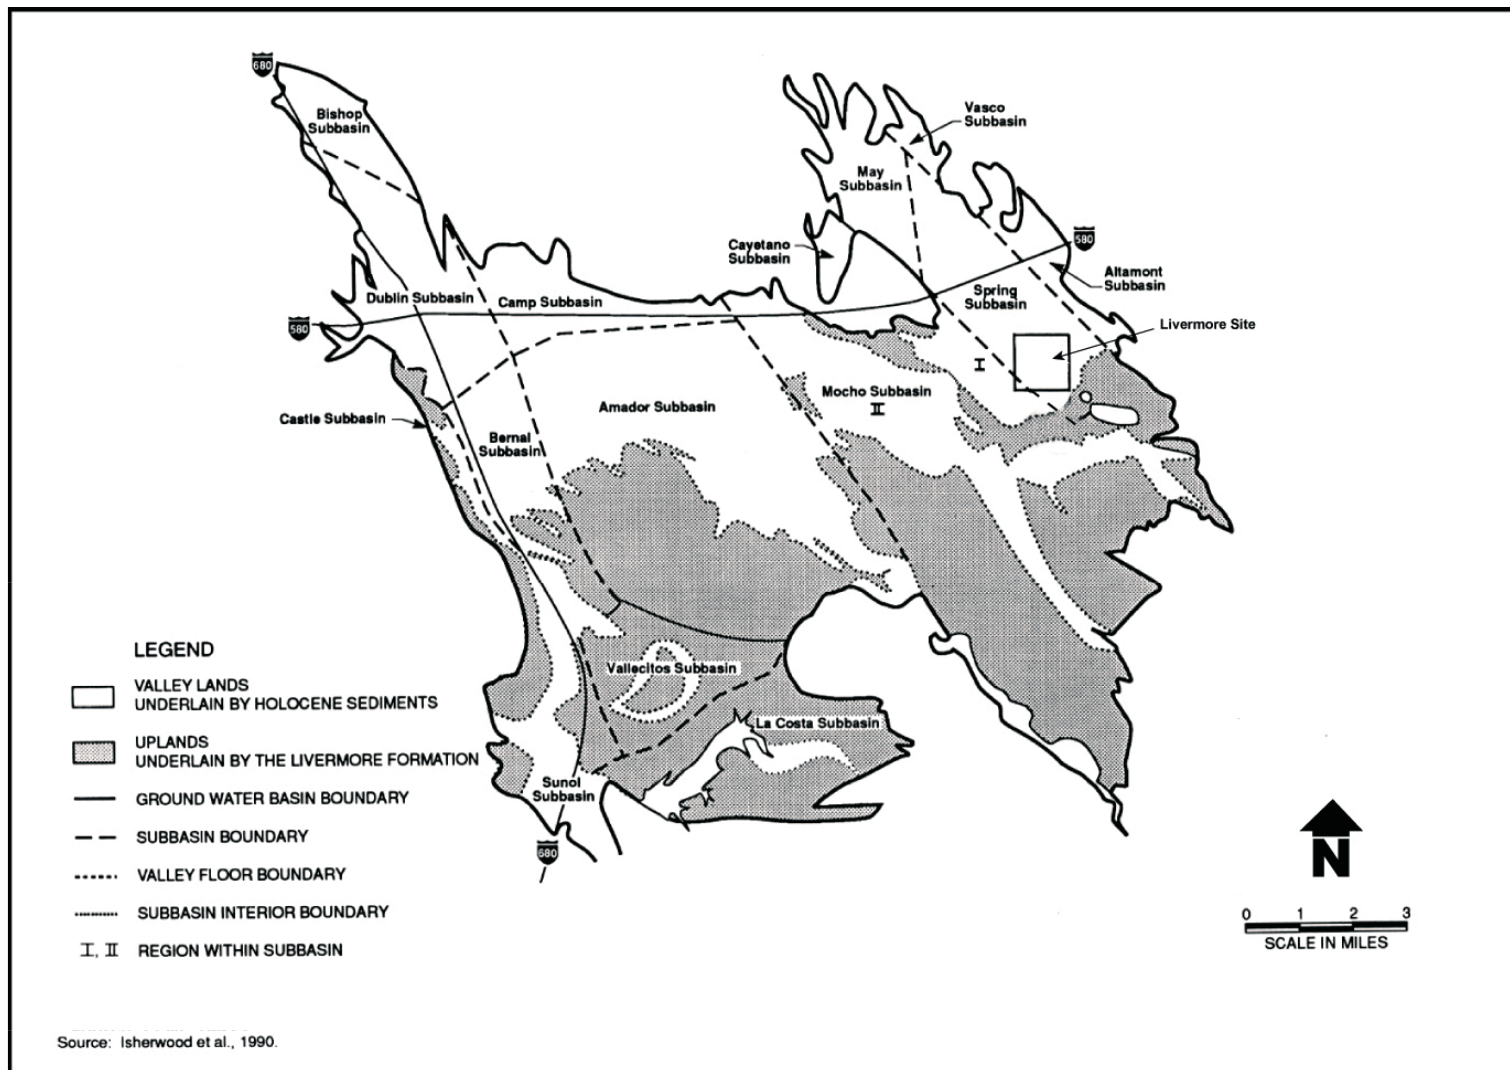 680
Bishop
Subbasin
Vasco
Subbasin
May
Subbasin
Cayetano
Subbasin
580
Altamont
Subbasin
Spring
Subbasin
Dublin Subbasin
Camp Subbasin
580
Livermore Site
I
Mocho Subbasin
II
Amador Subbasin
Castle Subbasin
Bernal
Subbasin
Vallecitos Subbasin
La Costa Subbasin
Sunol
Subbasin
680
LEGEND
VALLEY LANDS
UNDERLAIN BY HOLOCENE SEDIMENTS
UPLANDS
UNDERLAIN BY THE LIVERMORE FORMATION
GROUND WATER BASIN BOUNDARY
SUBBASIN BOUNDARY
VALLEY FLOOR BOUNDARY
SUBBASIN INTERIOR BOUNDARY
I, II REGION WITHIN SUBBASIN
N
0 1 2 3
SCALE IN MILES
Source: Isherwood et al., 1990.